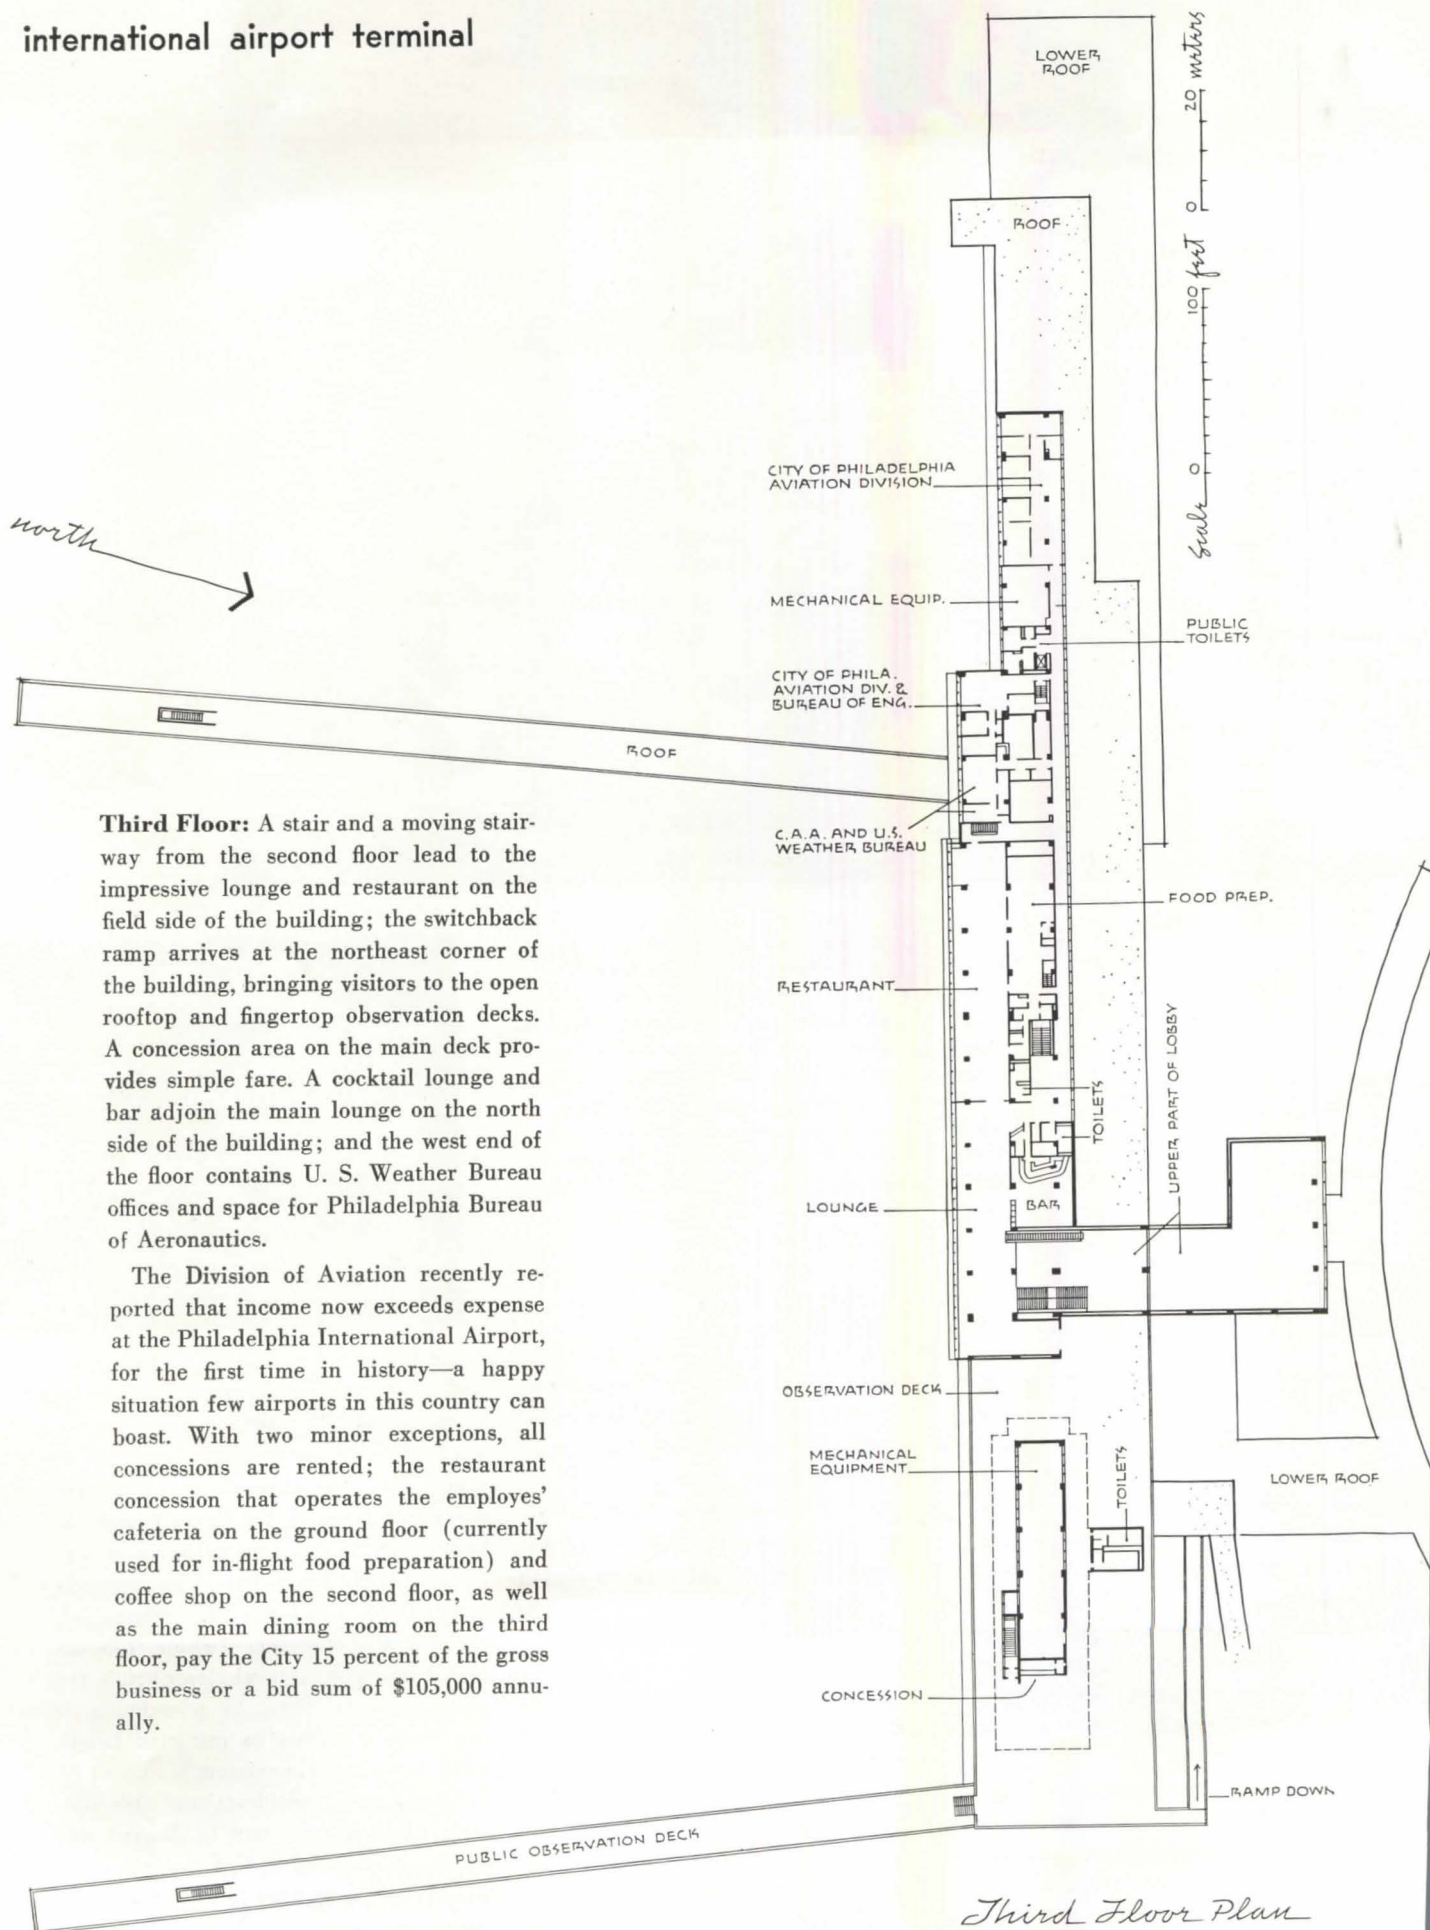 international airport terminal
LOWER
ROOF
20 meters
0
ROOF
100 feet
0
Scale
CITY OF PHILADELPHIA
AVIATION DIVISION
north
MECHANICAL EQUIP.
PUBLIC
TOILETS
CITY OF PHILA.
AVIATION DIV. &
BUREAU OF ENG.
ROOF
C.A.A. AND U.S.
WEATHER BUREAU
FOOD PREP.
RESTAURANT
UPPER PART OF LOBBY
TOILETS
LOUNGE
BAR
OBSERVATION DECK
MECHANICAL
EQUIPMENT
TOILETS
LOWER ROOF
CONCESSION
RAMP DOWN
PUBLIC OBSERVATION DECK
Third Floor Plan
Third Floor: A stair and a moving stair-
way from the second floor lead to the
impressive lounge and restaurant on the
field side of the building; the switchback
ramp arrives at the northeast corner of
the building, bringing visitors to the open
rooftop and fingertop observation decks.
A concession area on the main deck pro-
vides simple fare. A cocktail lounge and
bar adjoin the main lounge on the north
side of the building; and the west end of
the floor contains U. S. Weather Bureau
offices and space for Philadelphia Bureau
of Aeronautics.
The Division of Aviation recently re-
ported that income now exceeds expense
at the Philadelphia International Airport,
for the first time in history—a happy
situation few airports in this country can
boast. With two minor exceptions, all
concessions are rented; the restaurant
concession that operates the employes'
cafeteria on the ground floor (currently
used for in-flight food preparation) and
coffee shop on the second floor, as well
as the main dining room on the third
floor, pay the City 15 percent of the gross
business or a bid sum of $105,000 annu-
ally.